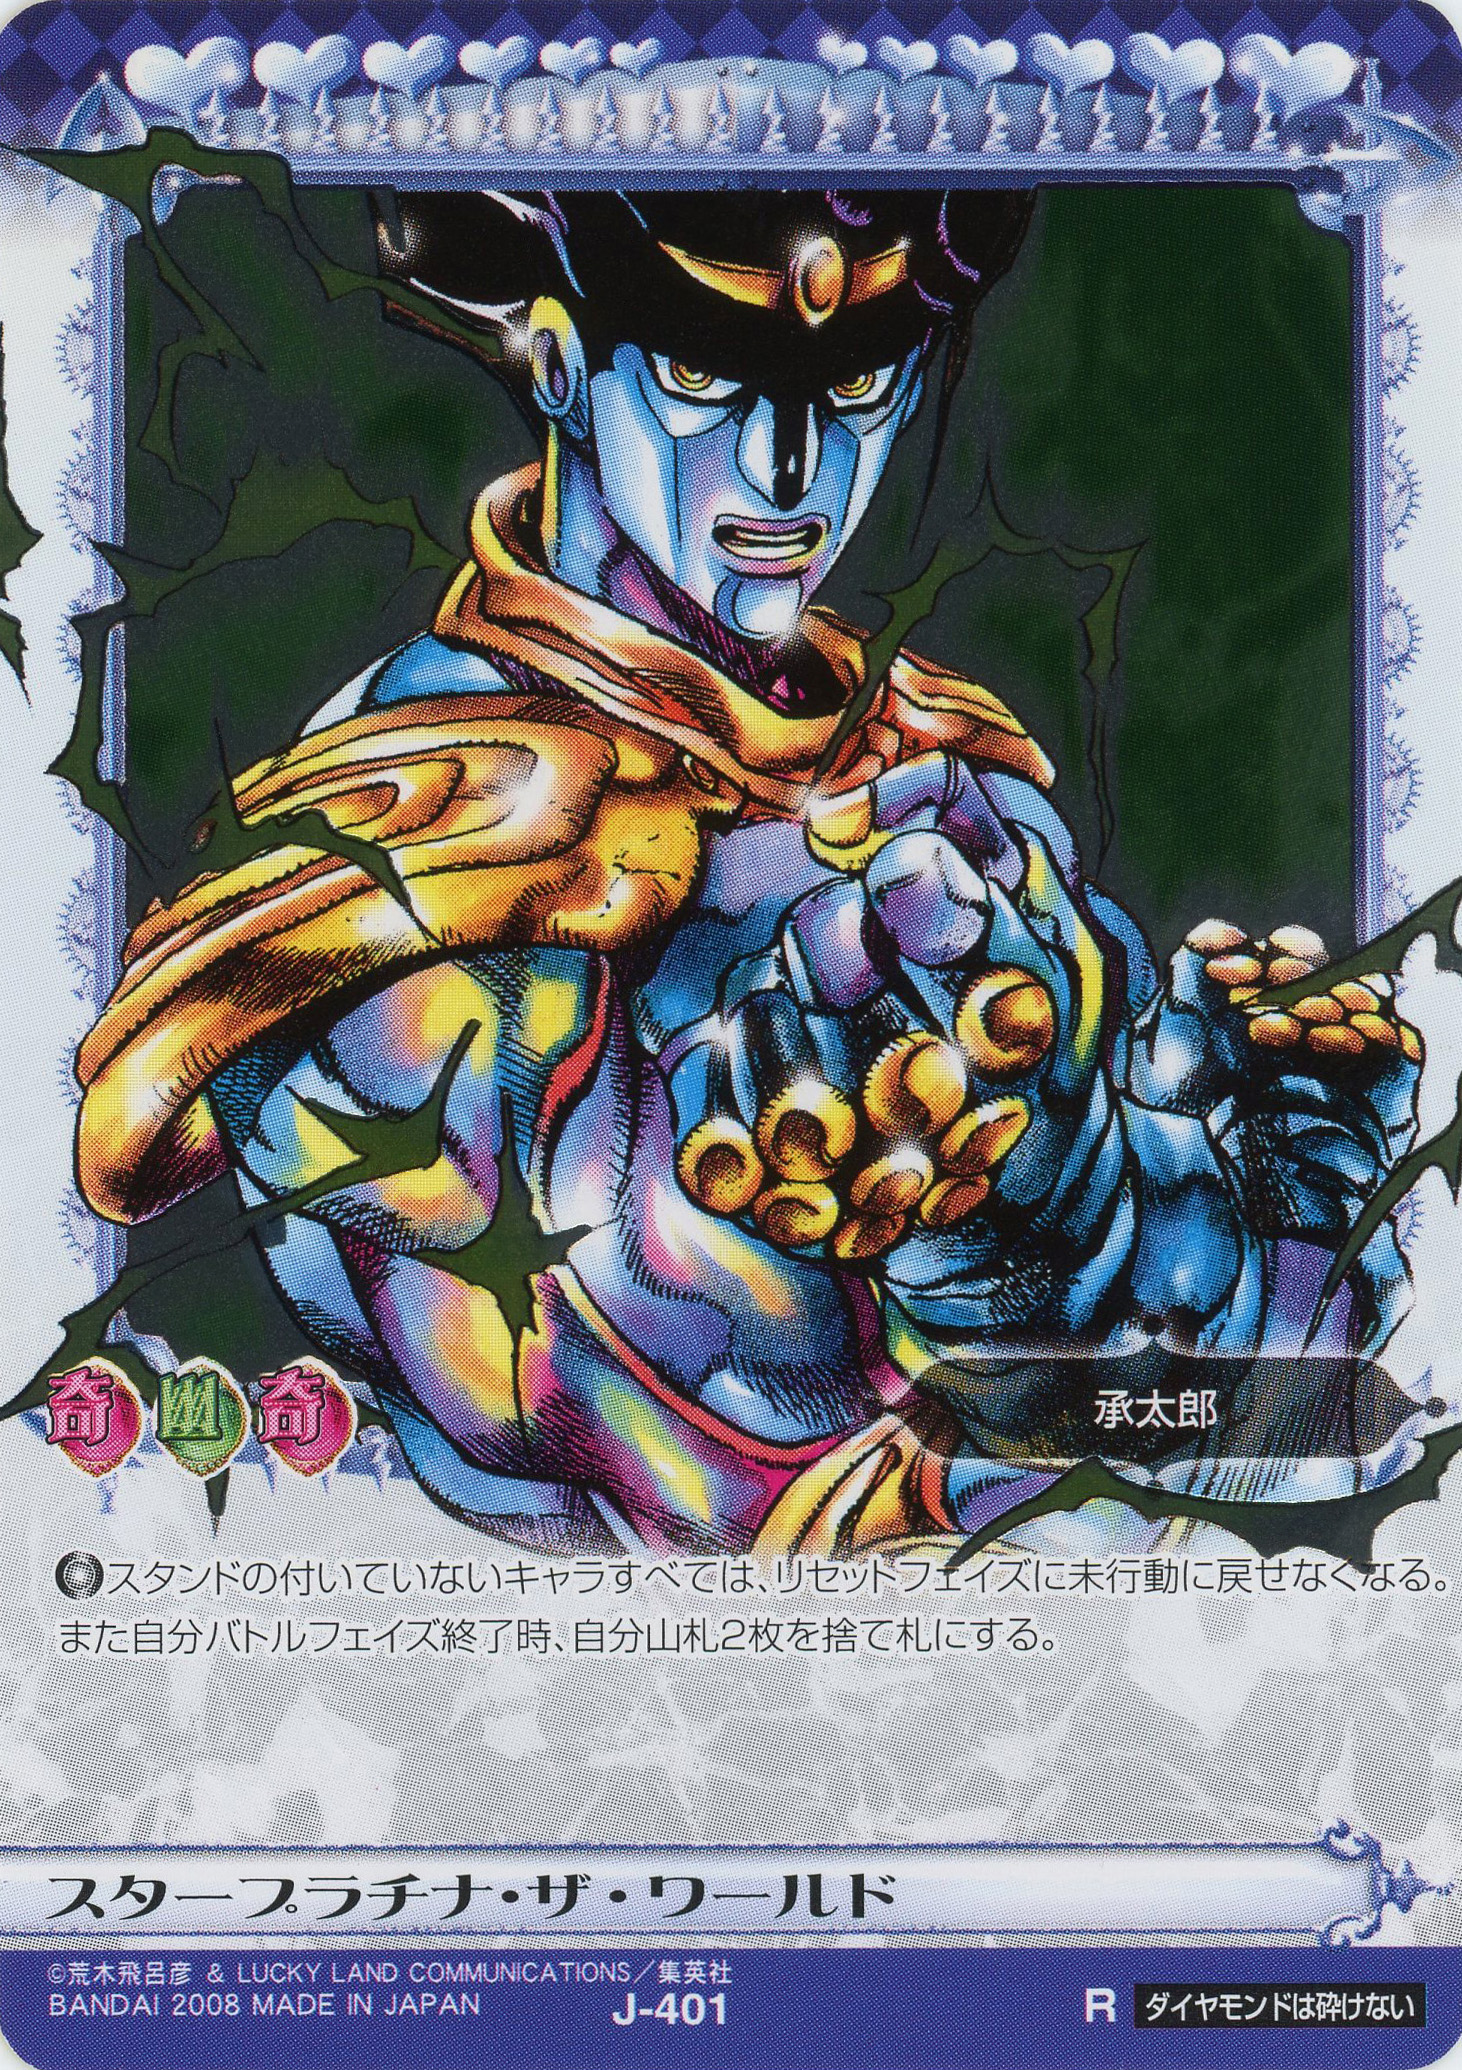 奇 幽 奇
承太郎
◎スタンドの付いていないキャラすべては、リセットフェイズに未行動に戻せなくなる。
また自分バトルフェイズ終了時、自分山札2枚を捨て札にする。
スタープラチナ・ザ・ワールド
©荒木飛呂彦 & LUCKY LAND COMMUNICATIONS／集英社
BANDAI 2008 MADE IN JAPAN
J-401
R ダイヤモンドは砕けない